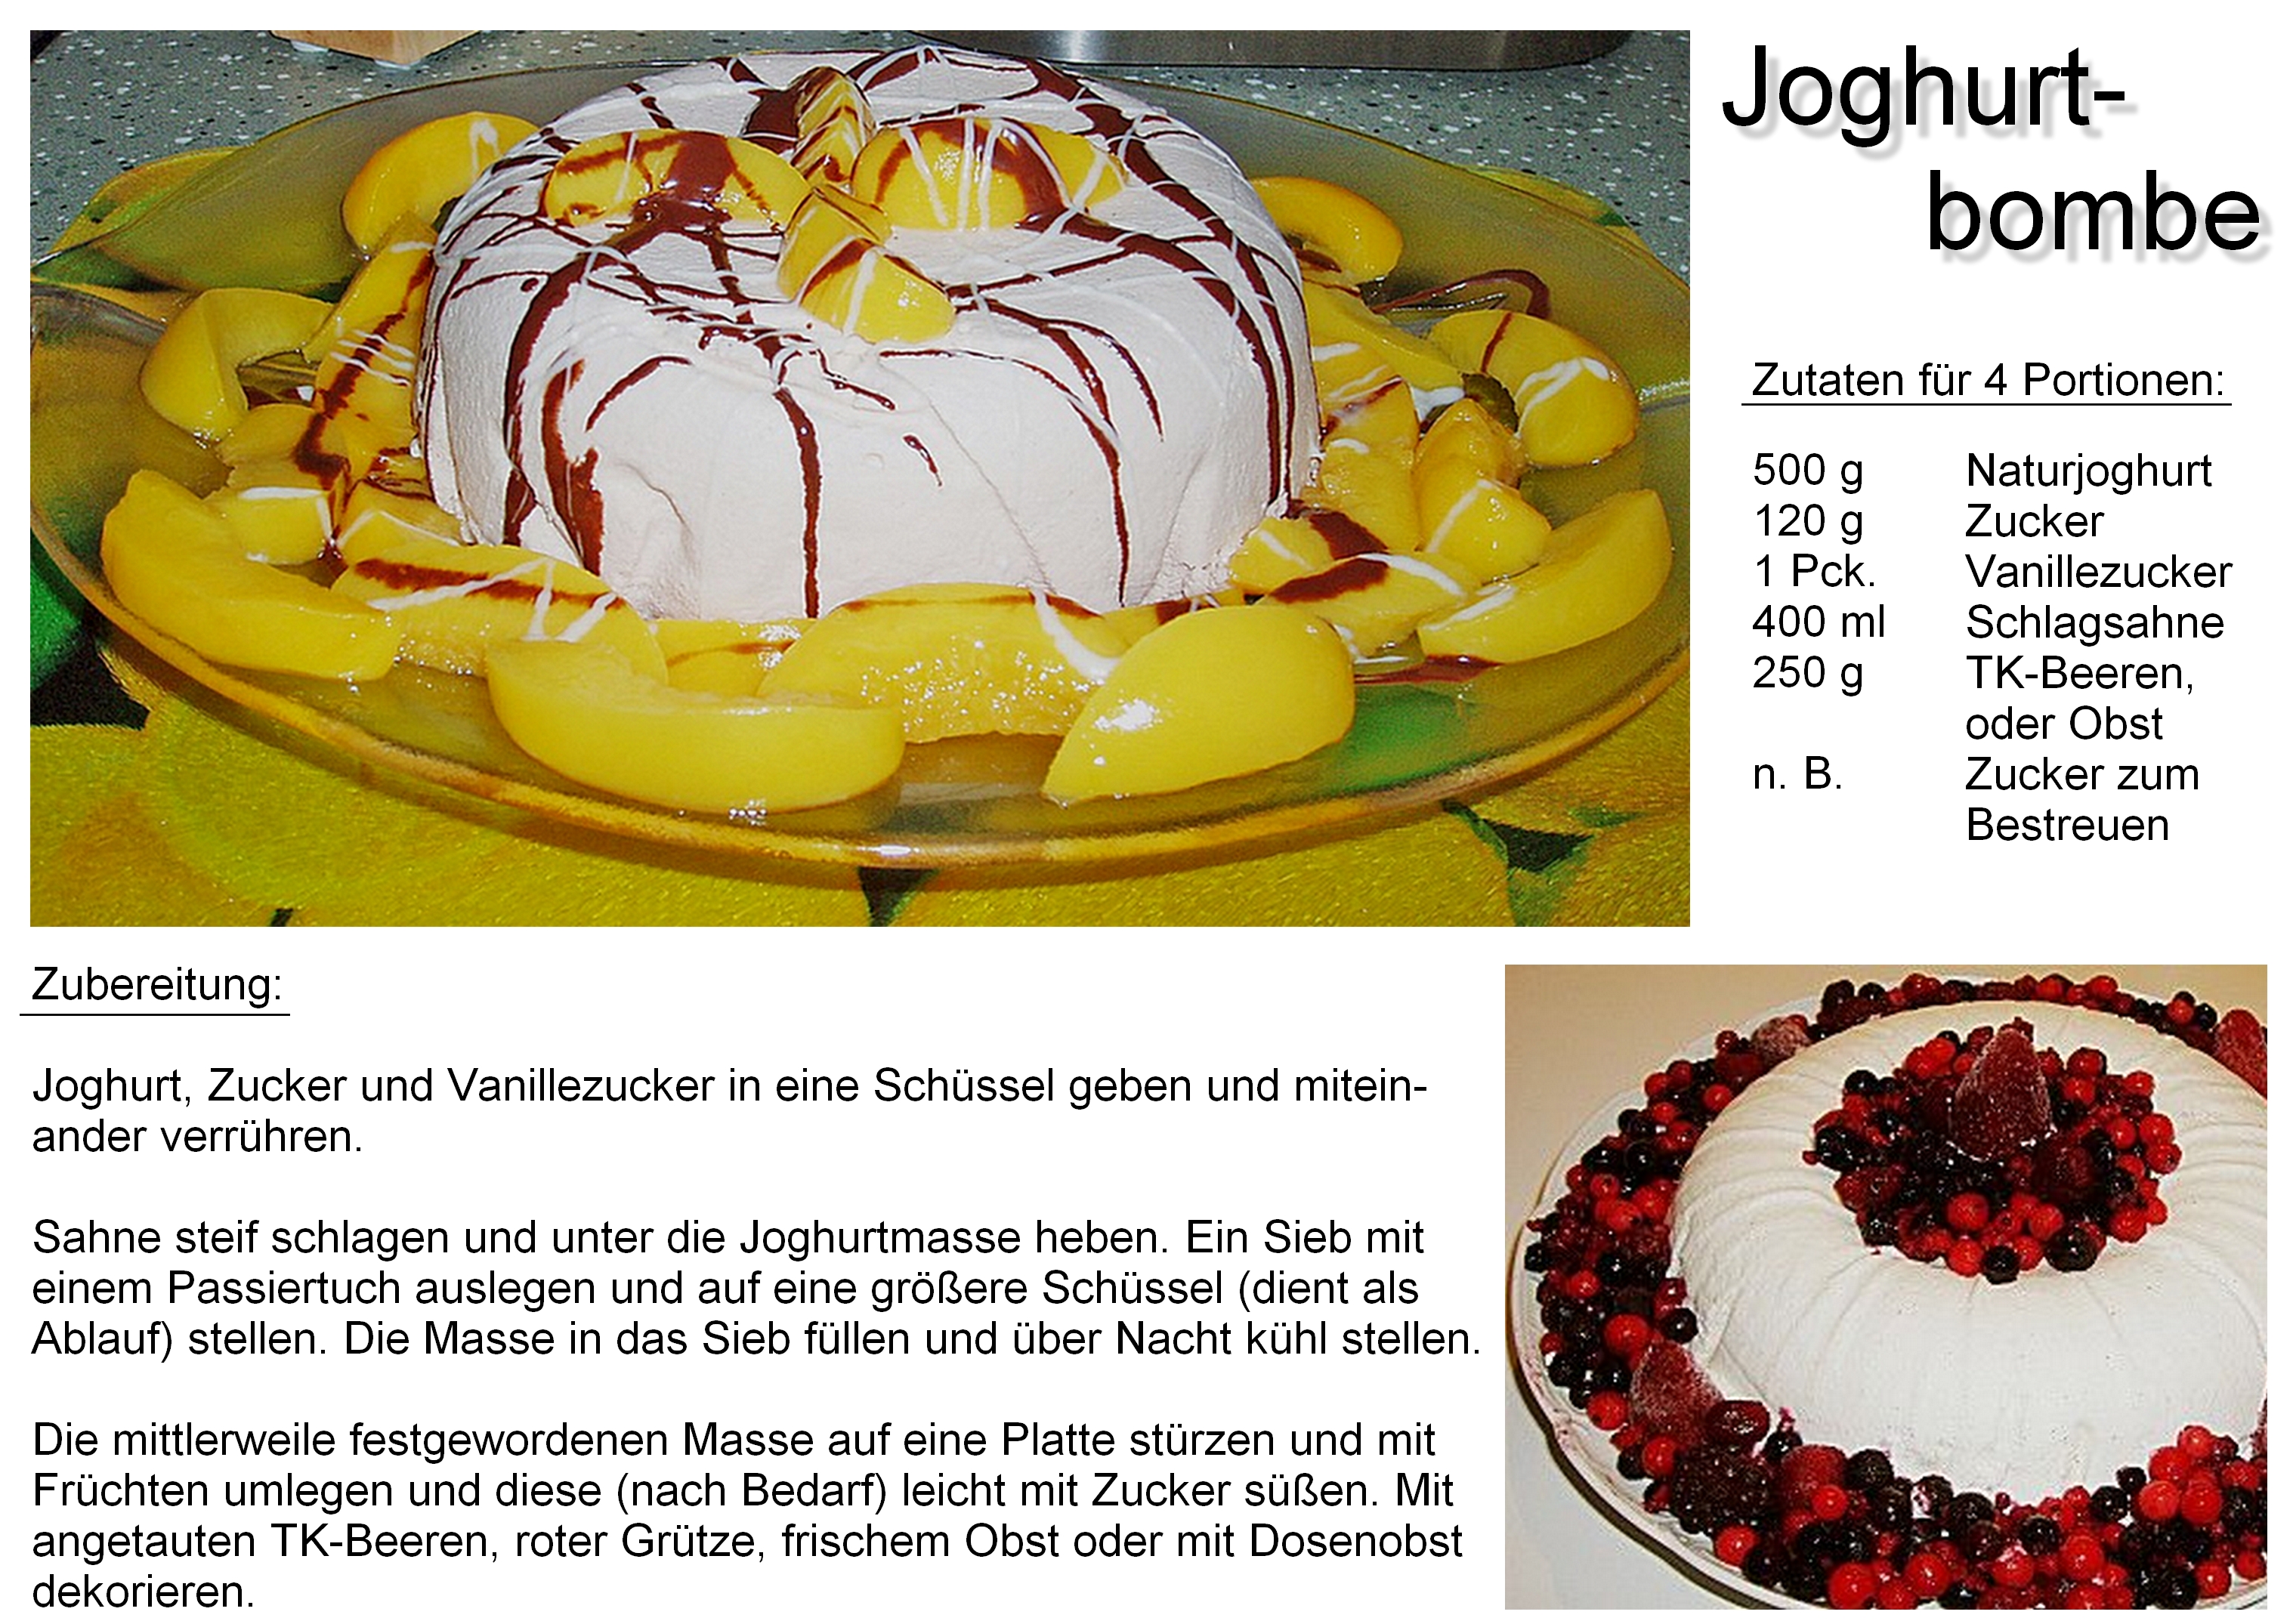 Joghurt-
bombe
Zutaten für 4 Portionen:
500 g Naturjoghurt
120 g Zucker
1 Pck. Vanillezucker
400 ml Schlagsahne
250 g TK-Beeren,
oder Obst
n. B. Zucker zum
Bestreuen
Zubereitung:
Joghurt, Zucker und Vanillezucker in eine Schüssel geben und mitein-
ander verrühren.
Sahne steif schlagen und unter die Joghurtmasse heben. Ein Sieb mit
einem Passiertuch auslegen und auf eine größere Schüssel (dient als
Ablauf) stellen. Die Masse in das Sieb füllen und über Nacht kühl stellen.
Die mittlerweile festgewordenen Masse auf eine Platte stürzen und mit
Früchten umlegen und diese (nach Bedarf) leicht mit Zucker süßen. Mit
angetauten TK-Beeren, roter Grütze, frischem Obst oder mit Dosenobst
dekorieren.